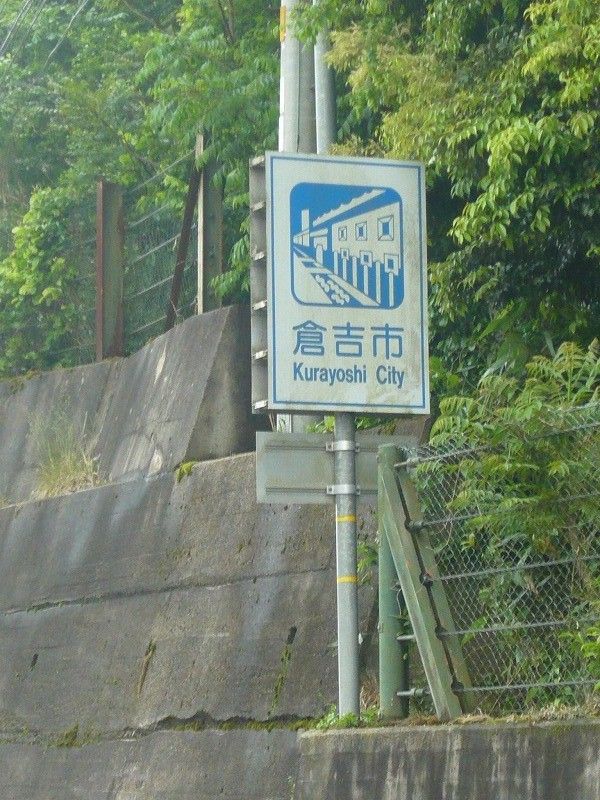 倉吉市
Kurayoshi City